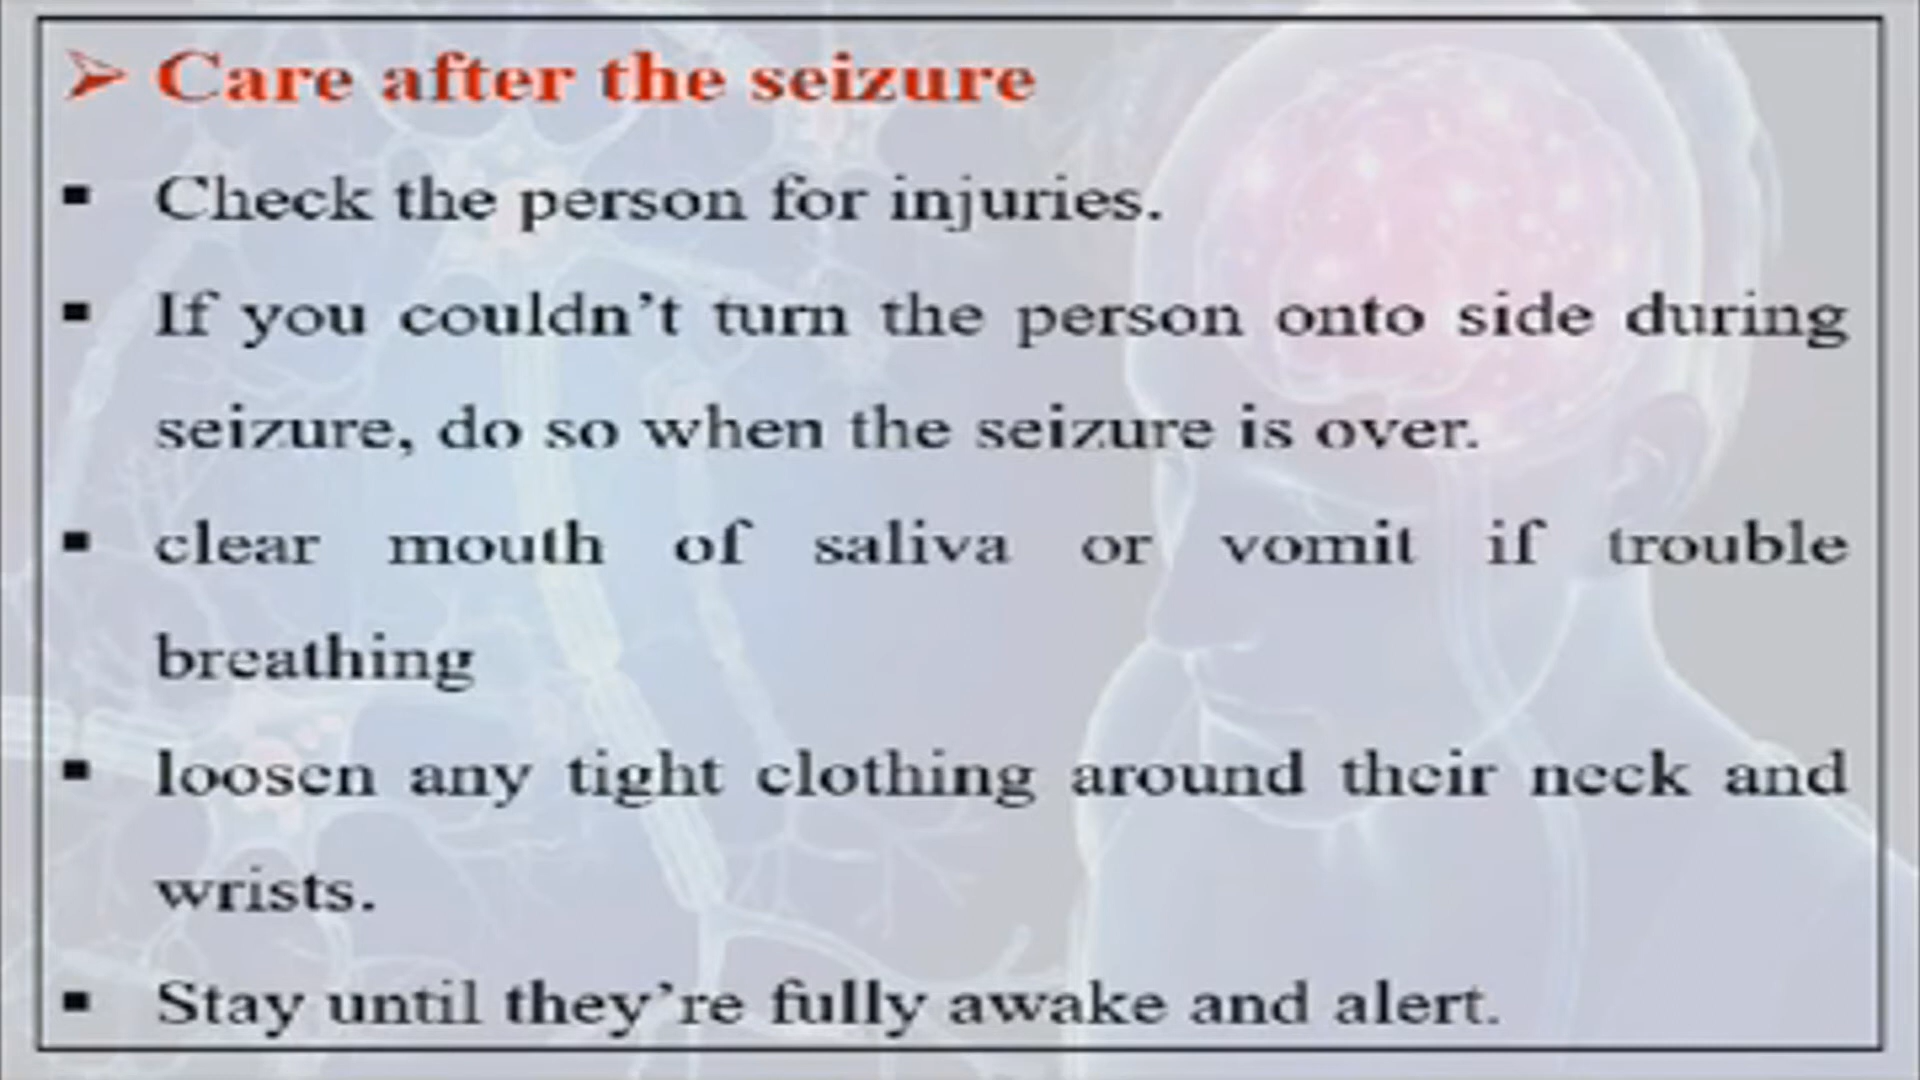 ➢ Care after the seizure
▪ Check the person for injuries.
▪ If you couldn’t turn the person onto side during
seizure, do so when the seizure is over.
▪ clear mouth of saliva or vomit if trouble
breathing
▪ loosen any tight clothing around their neck and
wrists.
▪ Stay until they’re fully awake and alert.